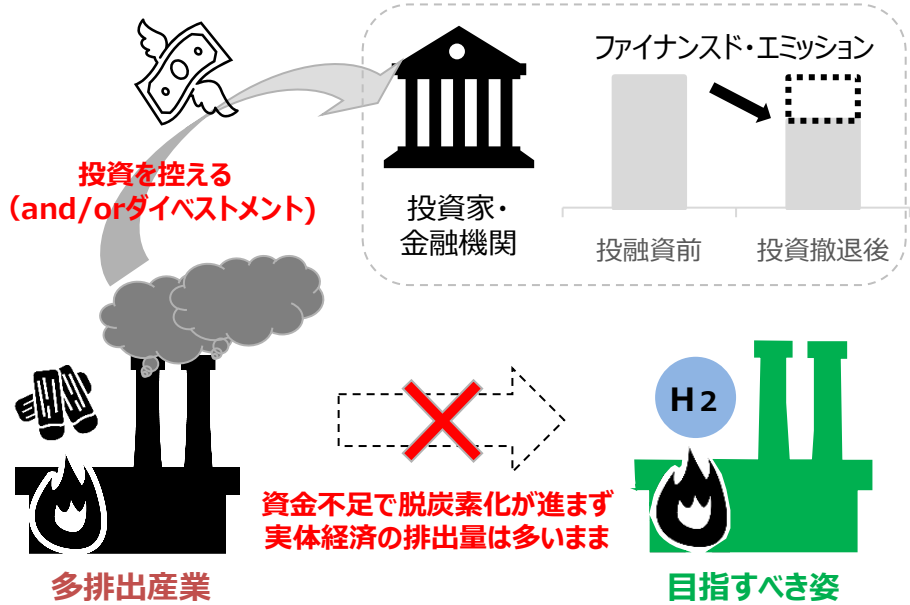 ファイナンスド・エミッション
投資を控える
（and/orダイベストメント)
投資家・
金融機関
投融資前
投資撤退後
H2
資金不足で脱炭素化が進まず
実体経済の排出量は多いまま
多排出産業
目指すべき姿